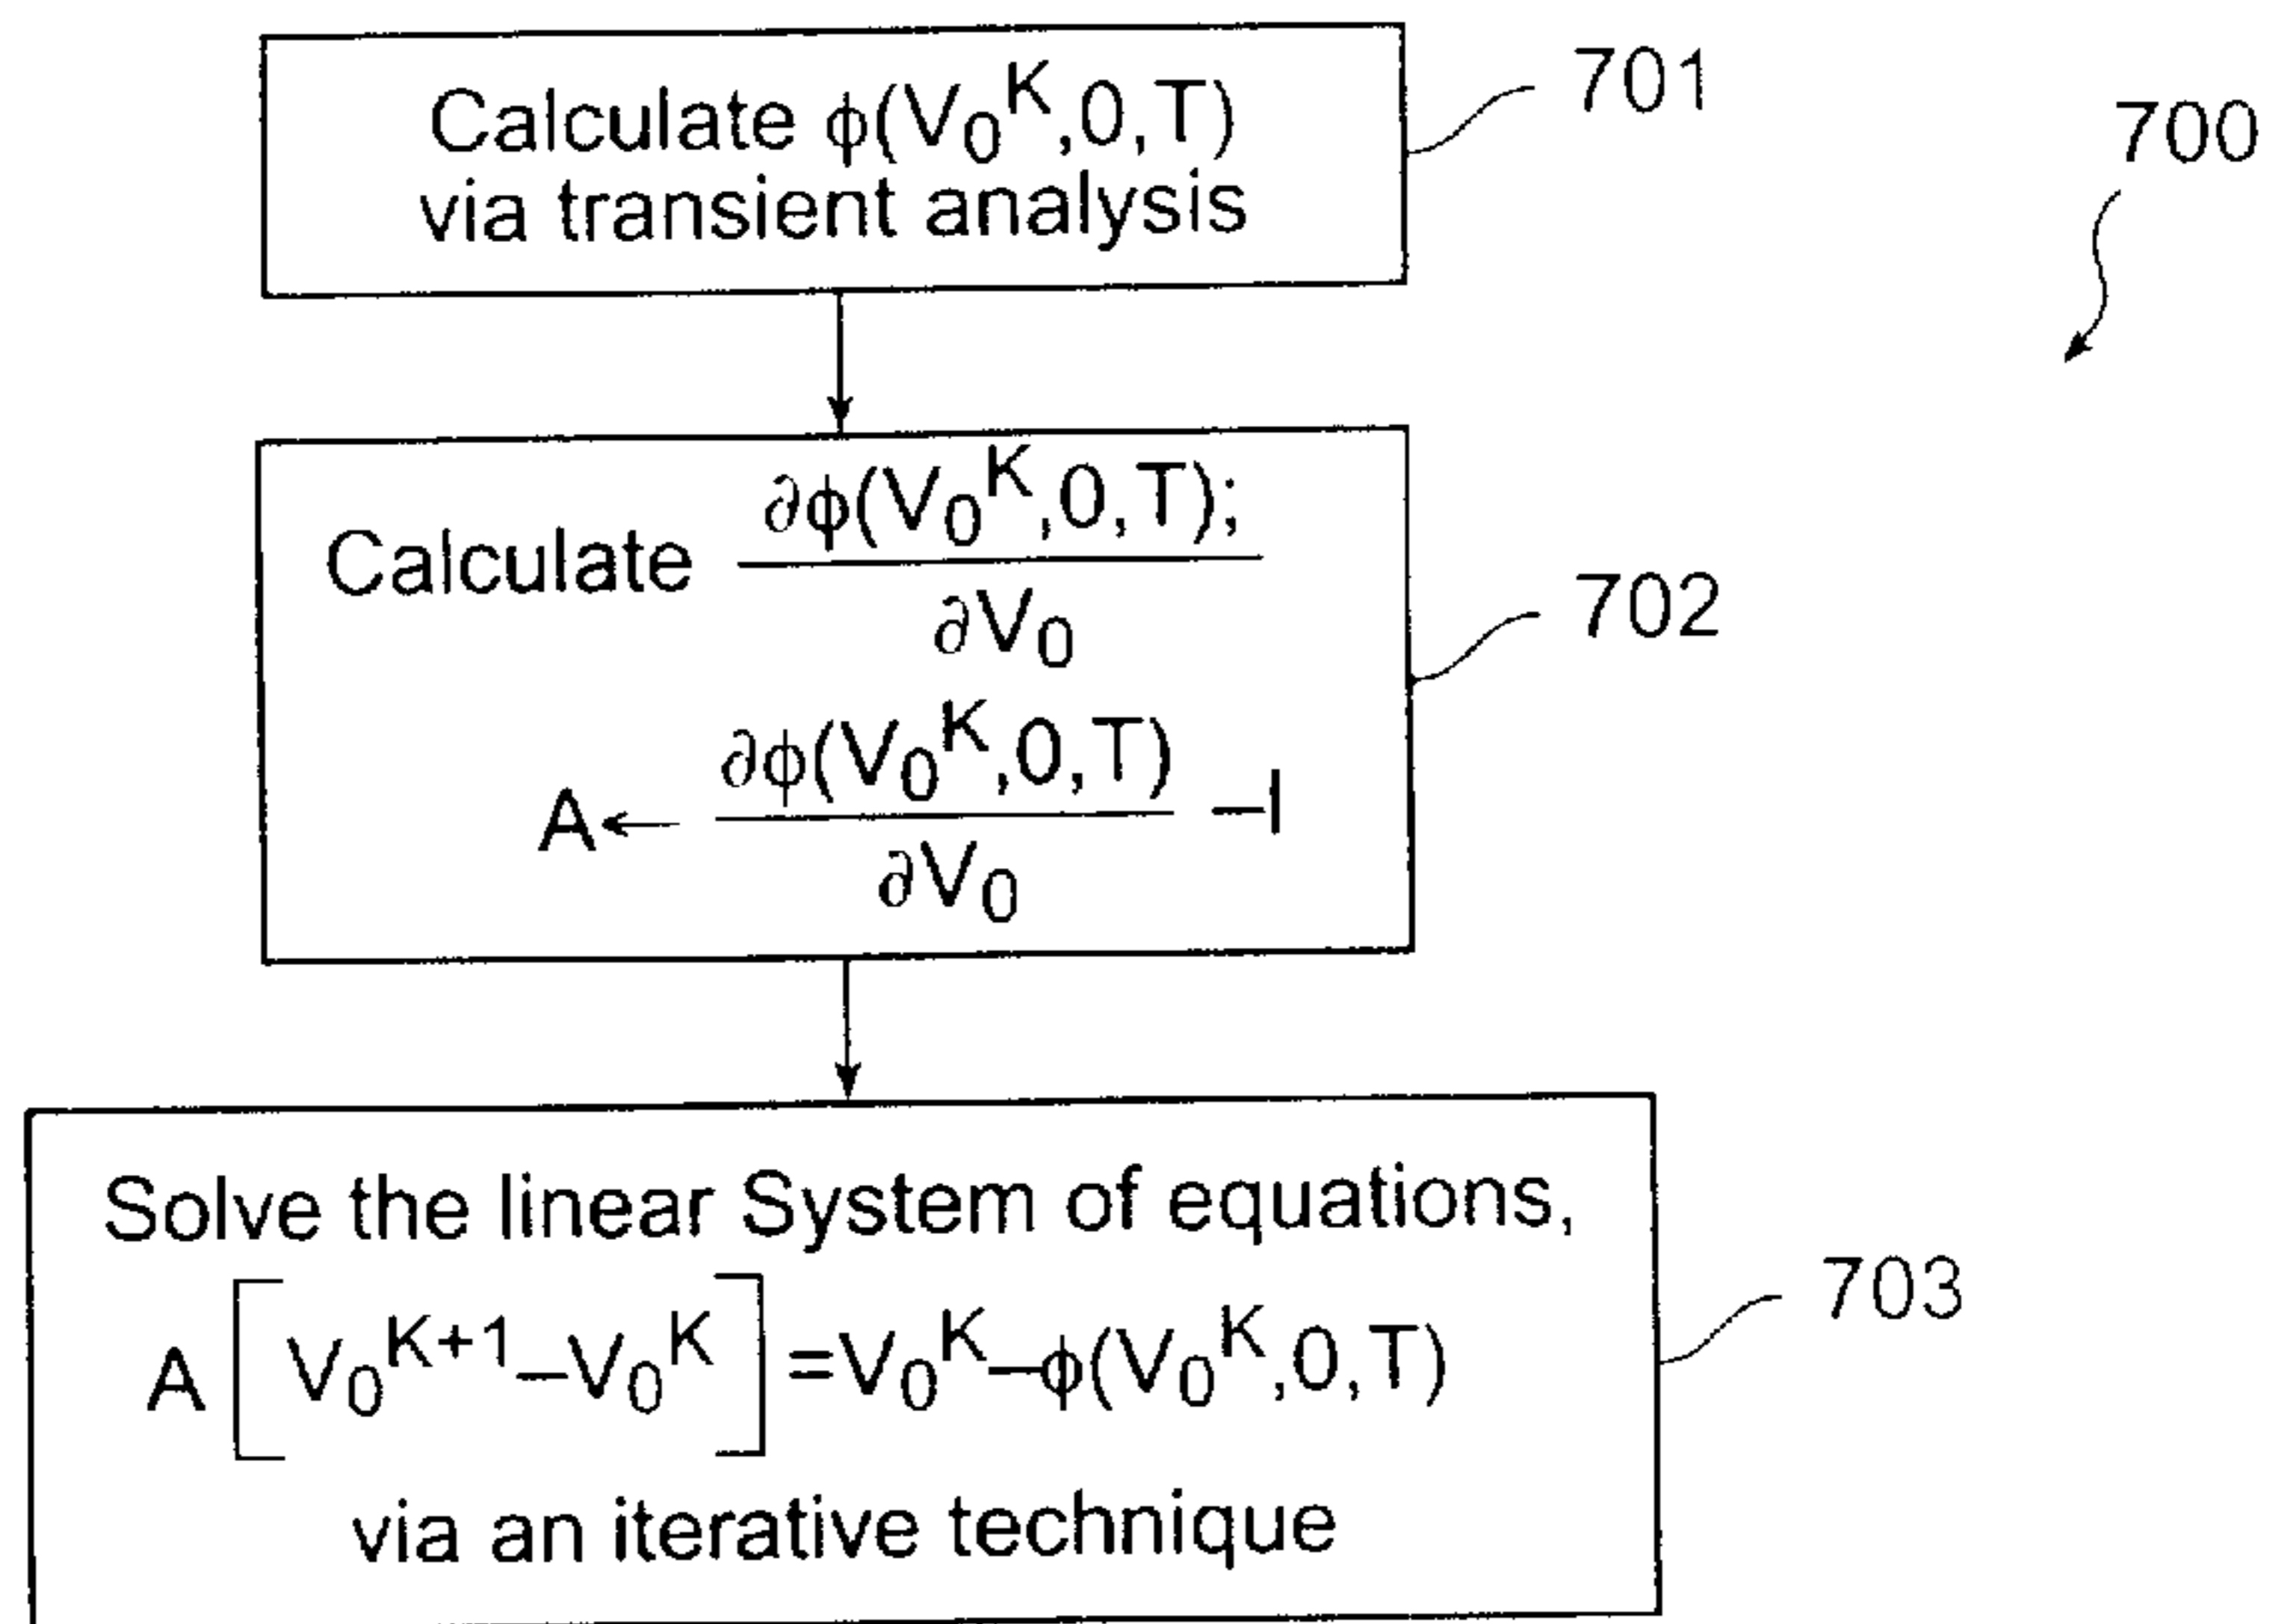 Calculate ϕ(V₀ᴷ,0,T)
via transient analysis
701
700
Calculate ∂ϕ(V₀ᴷ,0,T);
∂V₀
702
A← ∂ϕ(V₀ᴷ,0,T) –I
∂V₀
Solve the linear System of equations,
A [V₀ᴷ⁺¹–V₀ᴷ] =V₀ᴷ–ϕ(V₀ᴷ,0,T)
via an iterative technique
703